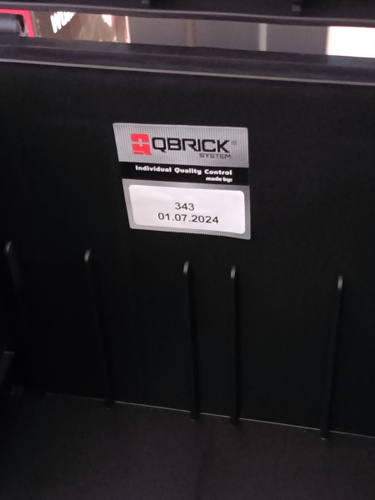 QBRICK®
SYSTEM
Individual Quality Control
made by:
343
01.07.2024